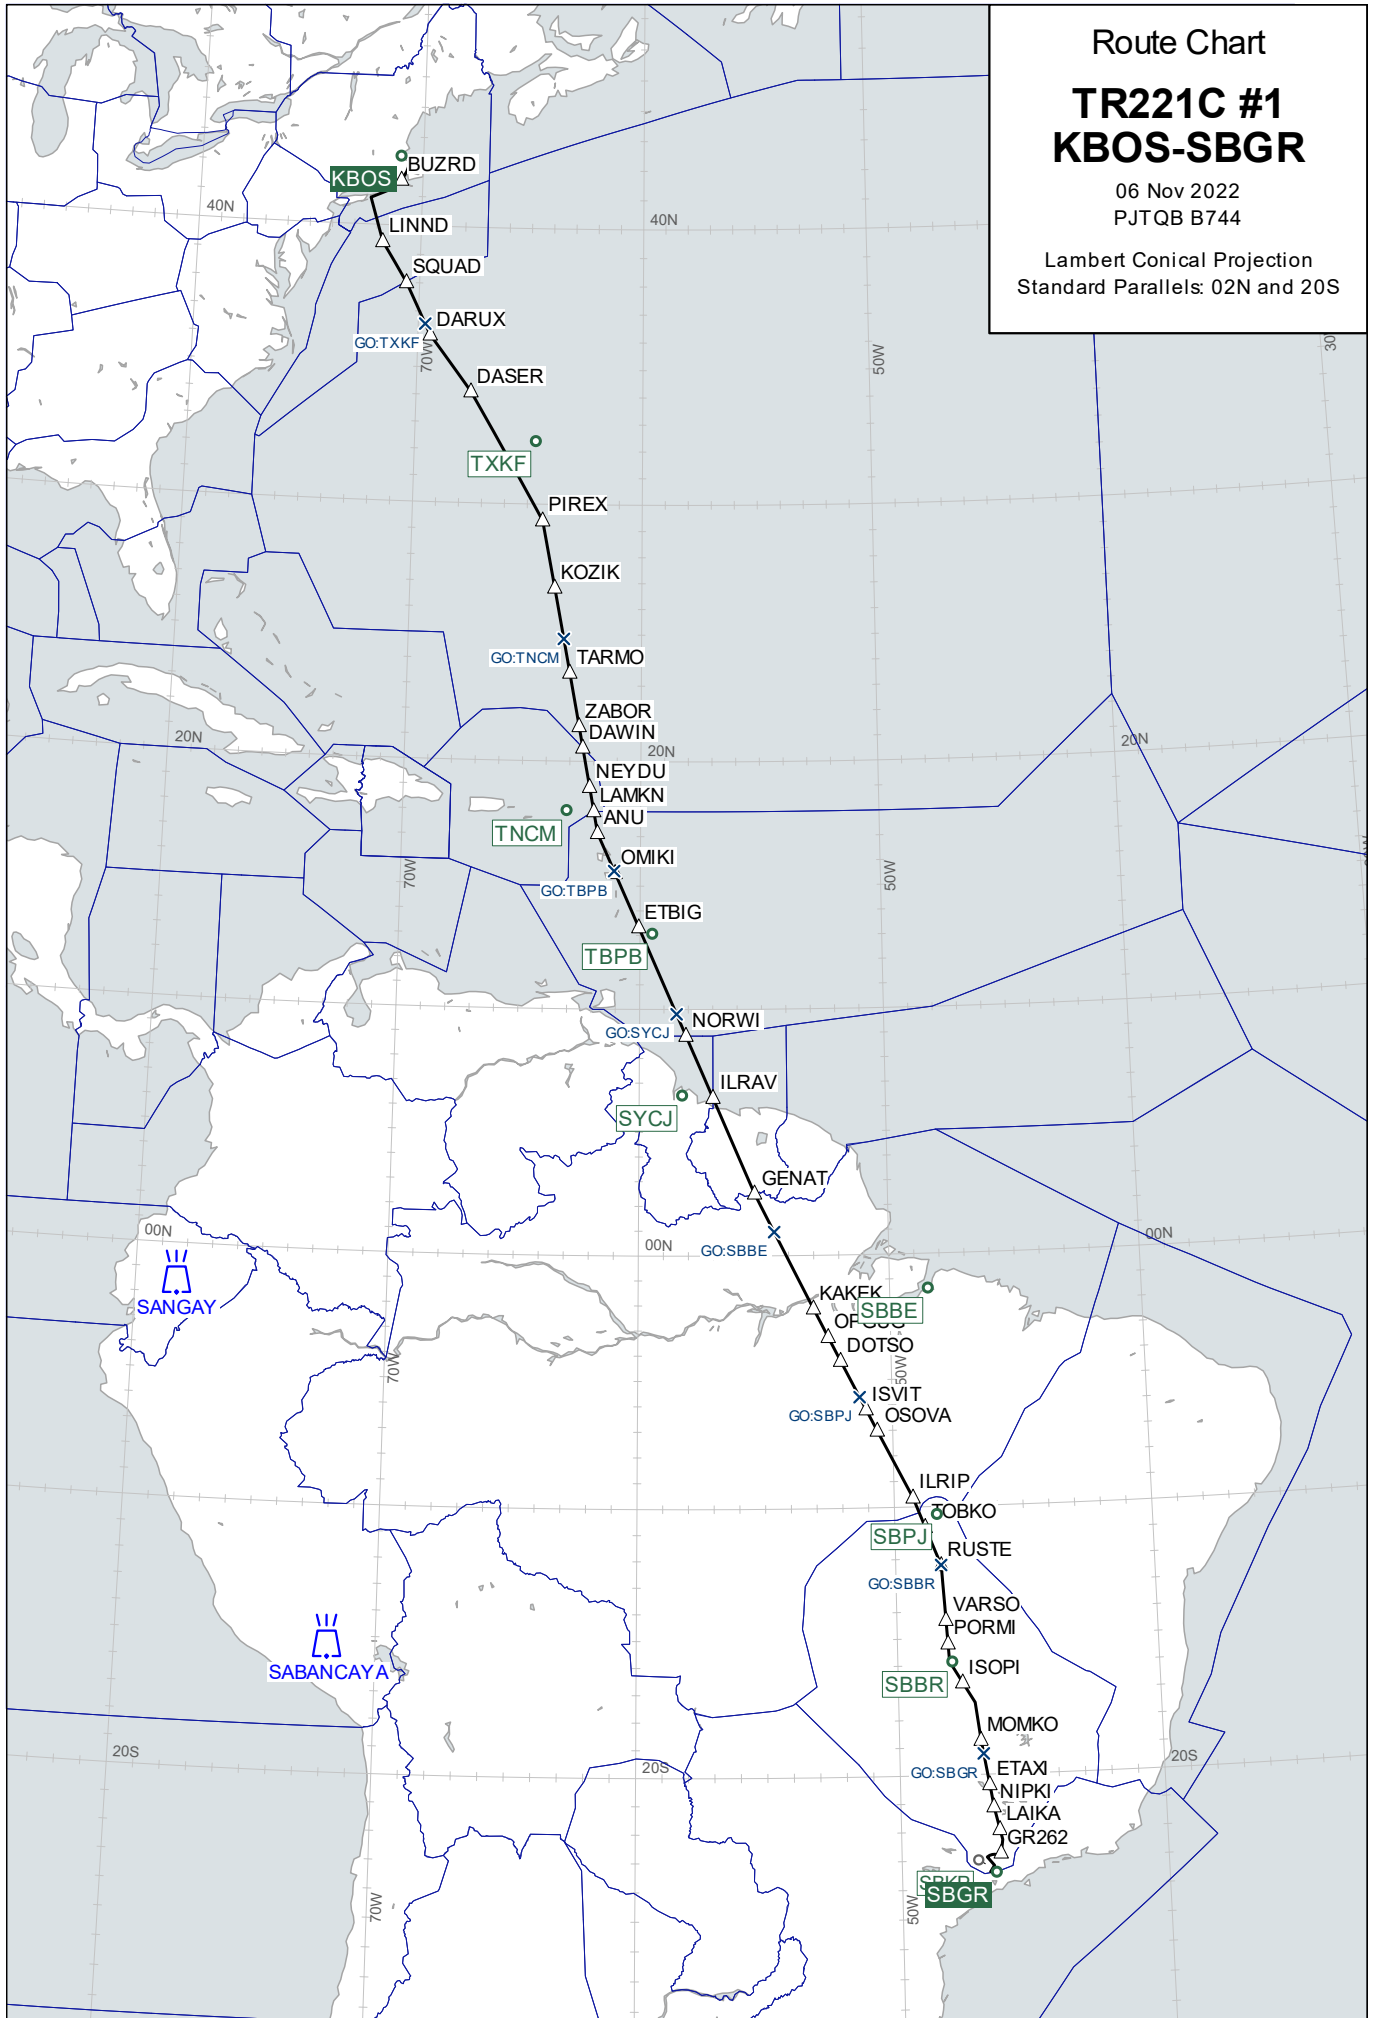 Route Chart
TR221C #1
KBOS-SBGR
06 Nov 2022
PJTQB B744
Lambert Conical Projection
Standard Parallels: 02N and 20S
BUZRD
KBOS
40N
40N
LINND
SQUAD
DARUX
GO:TXKF
70W
50W
30
DASER
TXKF
PIREX
KOZIK
GO:TNCM
TARMO
ZABOR
DAWIN
20N
20N
20N
NEYDU
LAMKN
ANU
TNCM
OMIKI
GO:TBPB
70W
50W
ETBIG
TBPB
NORWI
GO:SYCJ
ILRAV
SYCJ
GENAT
00N
00N
00N
GO:SBBE
SANGAY
KAKEK
SBBE
DOTSO
70W
50W
ISVIT
GO:SBPJ
OSOVA
ILRIP
TOBKO
SBPJ
RUSTE
GO:SBBR
VARSO
PORMI
ISOPI
SBBR
SABANCAYA
MOMKO
20S
20S
20S
GO:SBGR
ETAXI
NIPKI
LAIKA
GR262
SBGR
70W
50W